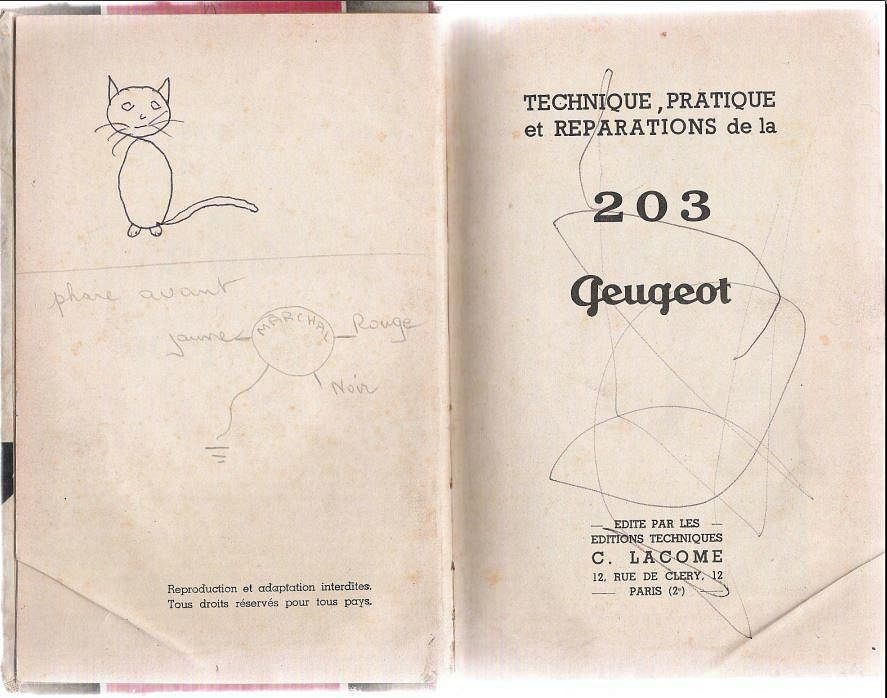 phare avant
MARCHAL
jaune
Rouge
Noir
Reproduction et adaptation interdites.
Tous droits réservés pour tous pays.
TECHNIQUE, PRATIQUE
et REPARATIONS de la
203
Peugeot
— EDITE PAR LES —
EDITIONS TECHNIQUES
C. LACOME
12, RUE DE CLERY, 12
— PARIS (2e) —